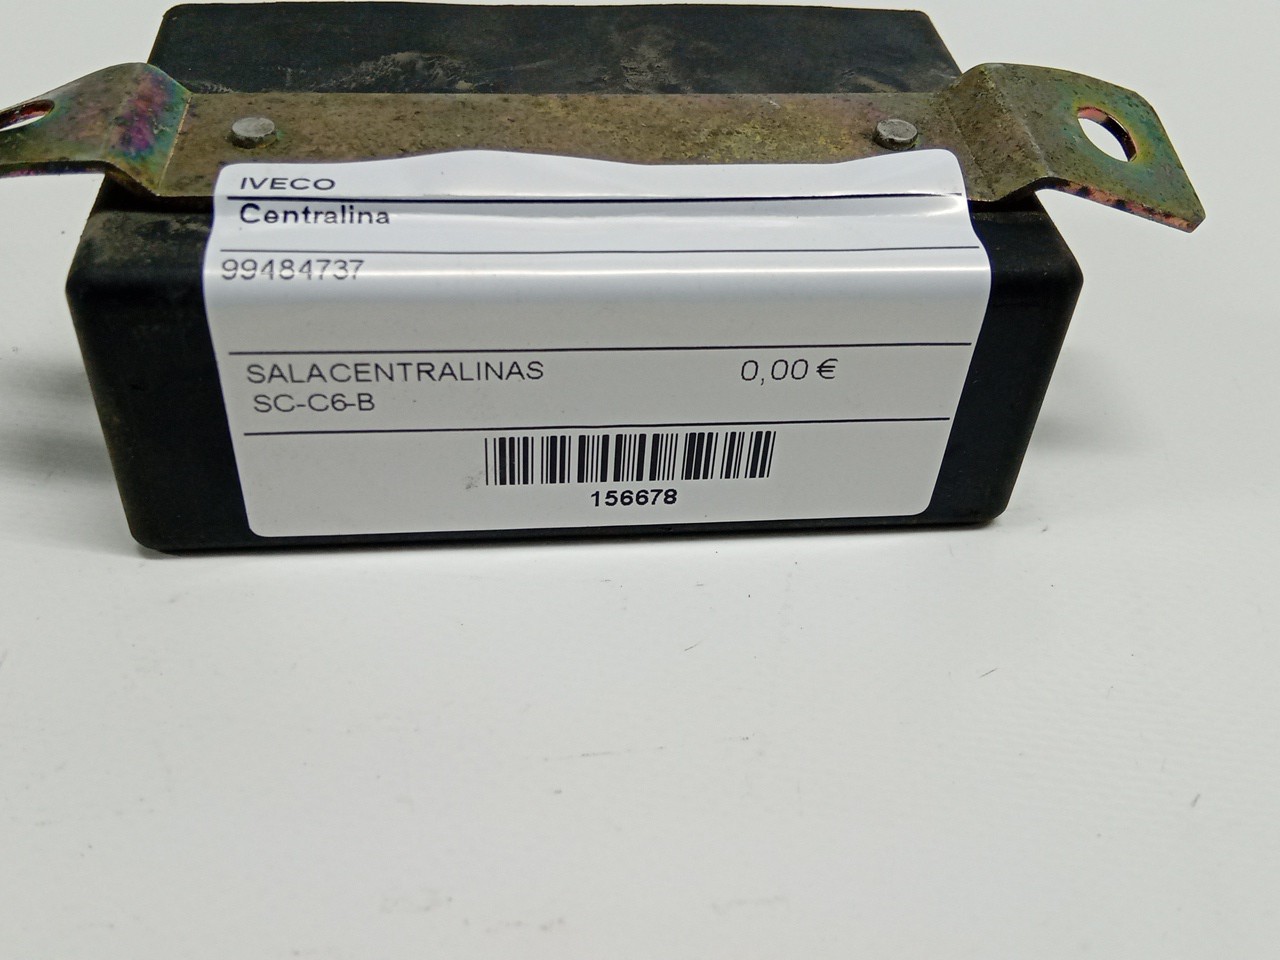 IVECO
Centralina
99484737
SALACENTRALINAS 0,00 €
SC-C6-B
156678